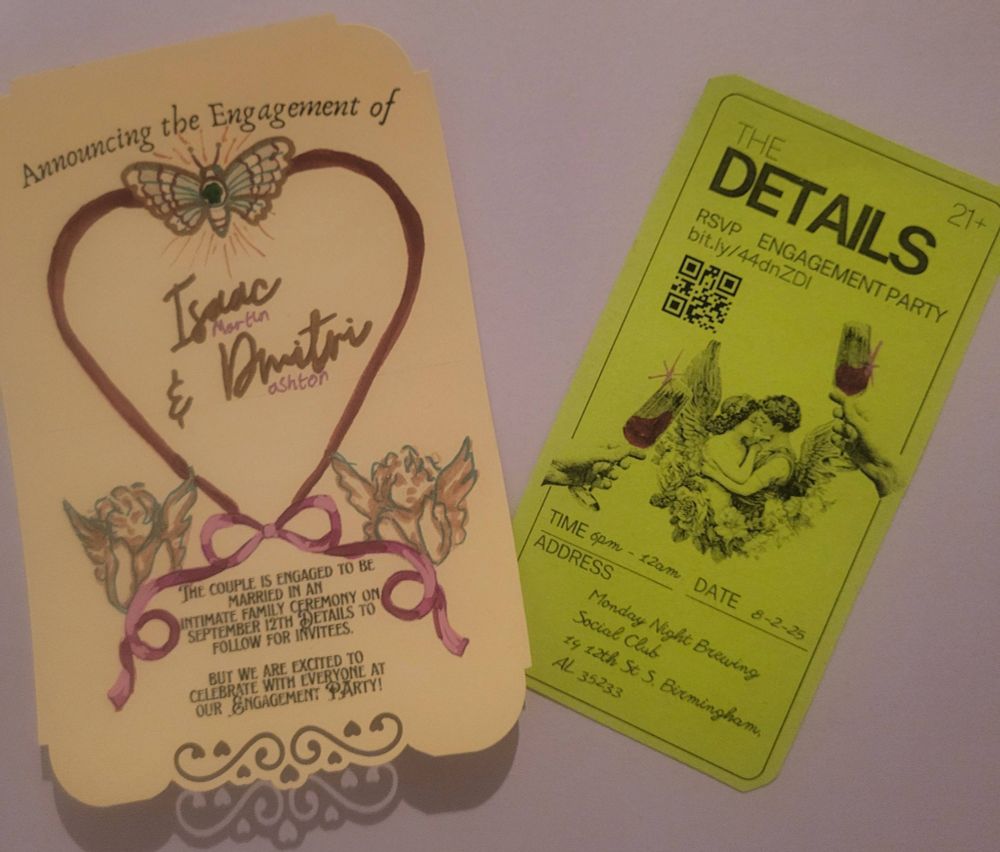 Announcing the Engagement of
Isaac
Martin
& Dmitri
ashton
THE COUPLE IS ENGAGED TO BE
MARRIED IN AN
INTIMATE FAMILY CEREMONY ON
SEPTEMBER 12TH DETAILS TO
FOLLOW FOR INVITEES.
BUT WE ARE EXCITED TO
CELEBRATE WITH EVERYONE AT
OUR ENGAGEMENT PARTY!
THE
DETAILS
21+
RSVP ENGAGEMENT PARTY
bit.ly/44dnZDI
TIME 6pm - 12am DATE 8-2-25
ADDRESS
Monday Night Brewing
Social Club
14 12th St S. Birmingham,
AL 35233